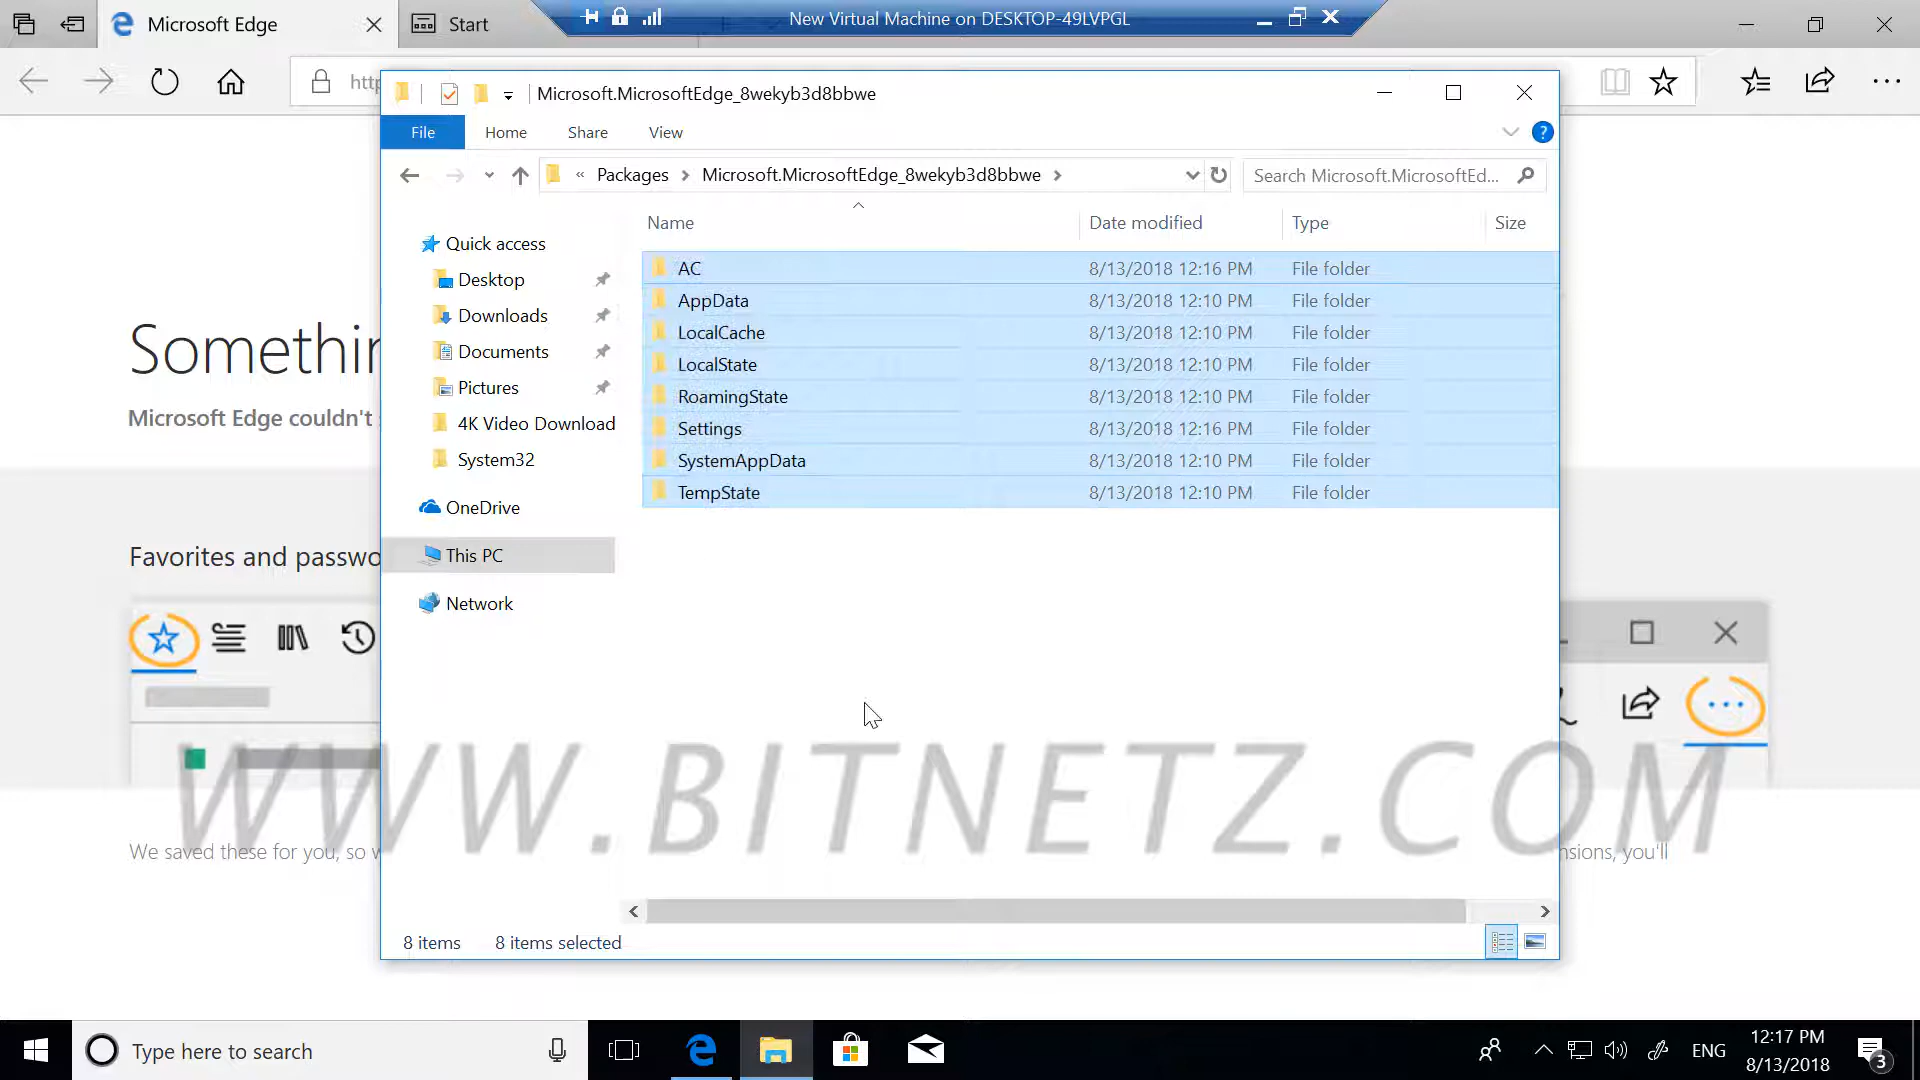 Microsoft Edge
Start
New Virtual Machine on DESKTOP-49LVPGL
Microsoft.MicrosoftEdge_8wekyb3d8bbwe
File Home Share View
« Packages > Microsoft.MicrosoftEdge_8wekyb3d8bbwe >
Search Microsoft.MicrosoftEd...
Name Date modified Type Size
Quick access
Desktop
Downloads
Documents
Pictures
4K Video Download
System32
OneDrive
This PC
Network
AC 8/13/2018 12:16 PM File folder
AppData 8/13/2018 12:10 PM File folder
LocalCache 8/13/2018 12:10 PM File folder
LocalState 8/13/2018 12:10 PM File folder
RoamingState 8/13/2018 12:10 PM File folder
Settings 8/13/2018 12:16 PM File folder
SystemAppData 8/13/2018 12:10 PM File folder
TempState 8/13/2018 12:10 PM File folder
8 items 8 items selected
Microsoft Edge couldn't
Favorites and
We saved these for you, so
you'll
WWW.BITNETZ.COM
Type here to search
ENG
12:17 PM
8/13/2018
3